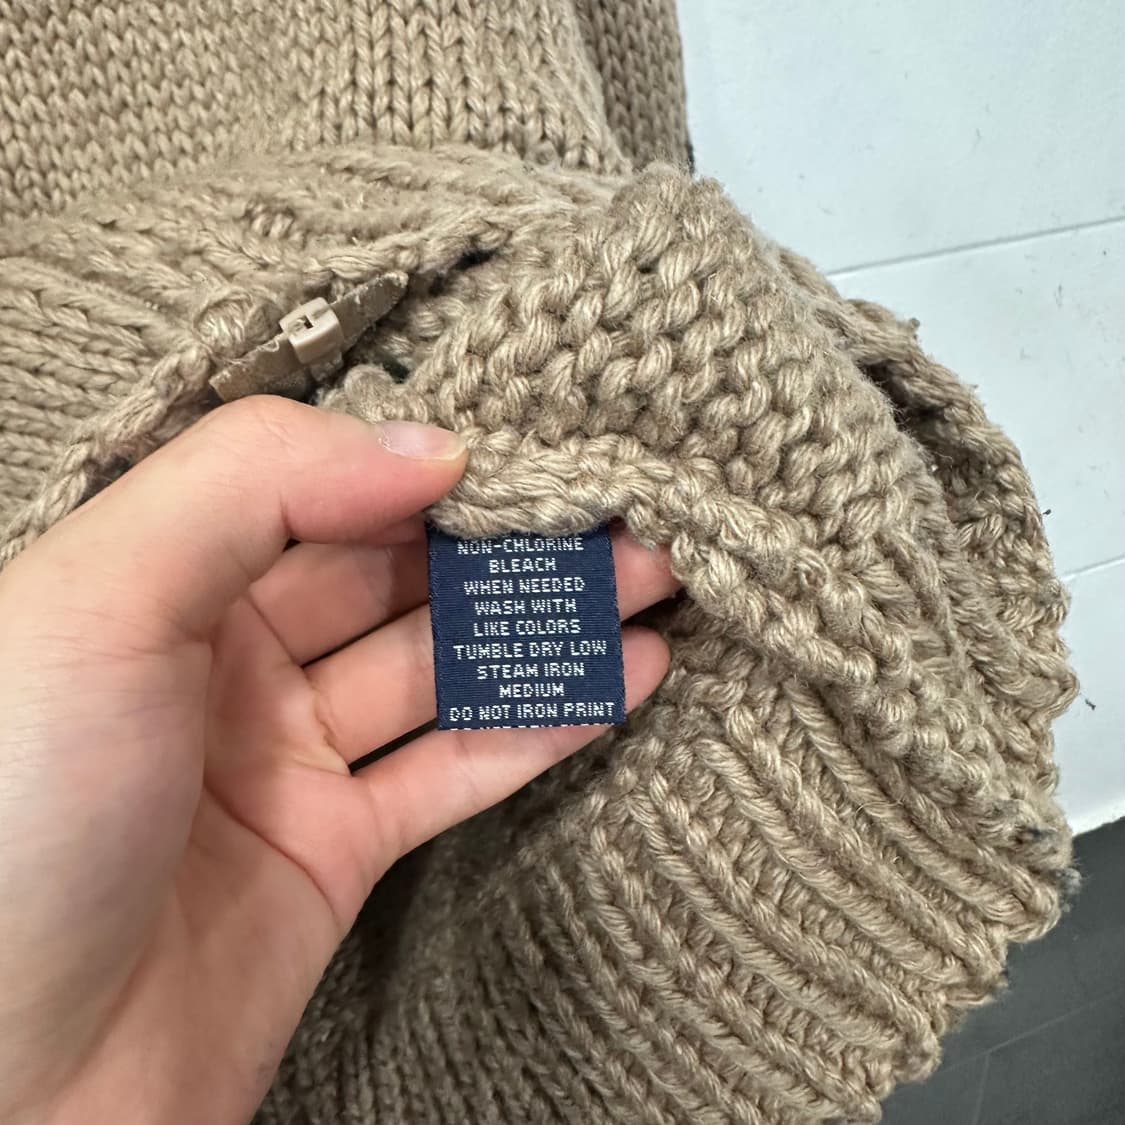 NON-CHLORINE
BLEACH
WHEN NEEDED
WASH WITH
LIKE COLORS
TUMBLE DRY LOW
STEAM IRON
MEDIUM
DO NOT IRON PRINT